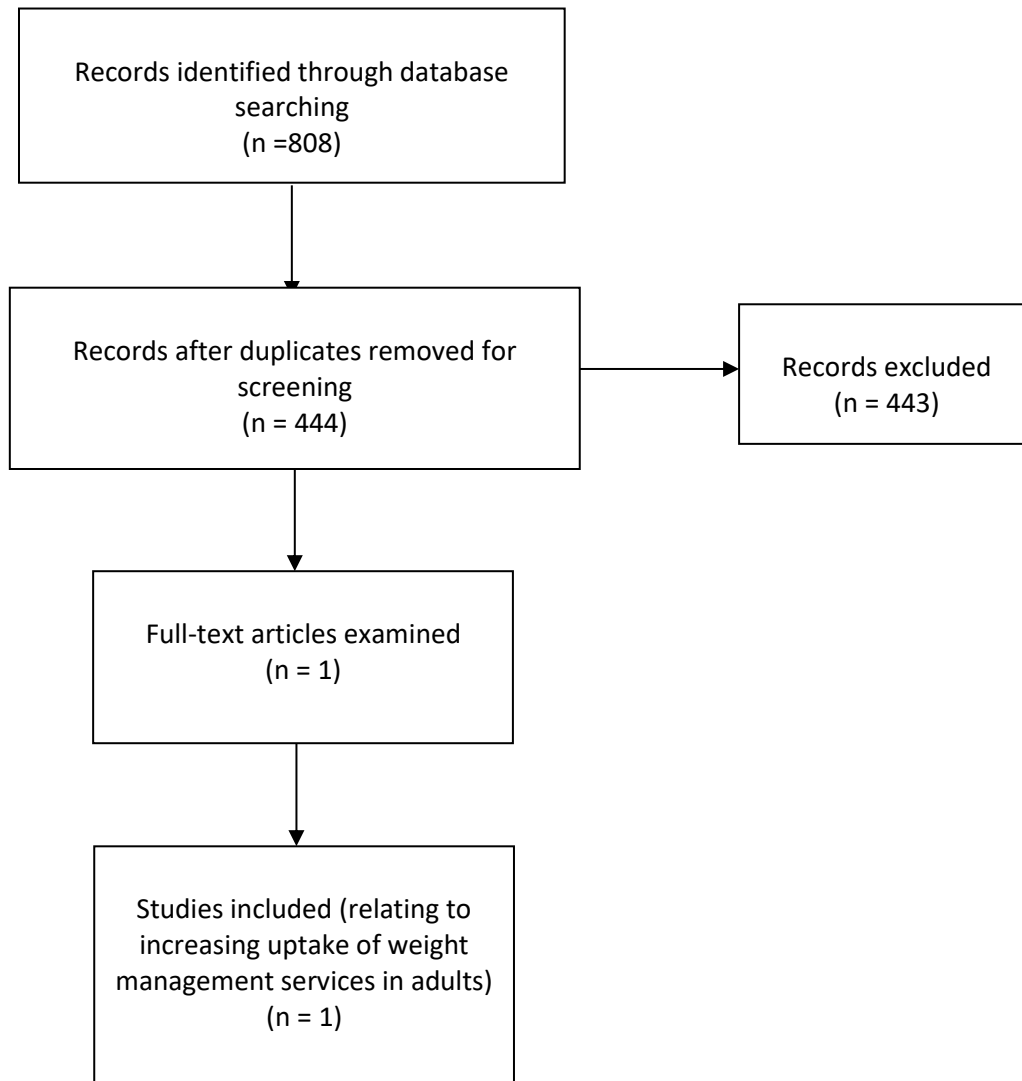 Records identified through database
searching
(n =808)
Records after duplicates removed for
screening
(n = 444)
Records excluded
(n = 443)
Full-text articles examined
(n = 1)
Studies included (relating to
increasing uptake of weight
management services in adults)
(n = 1)